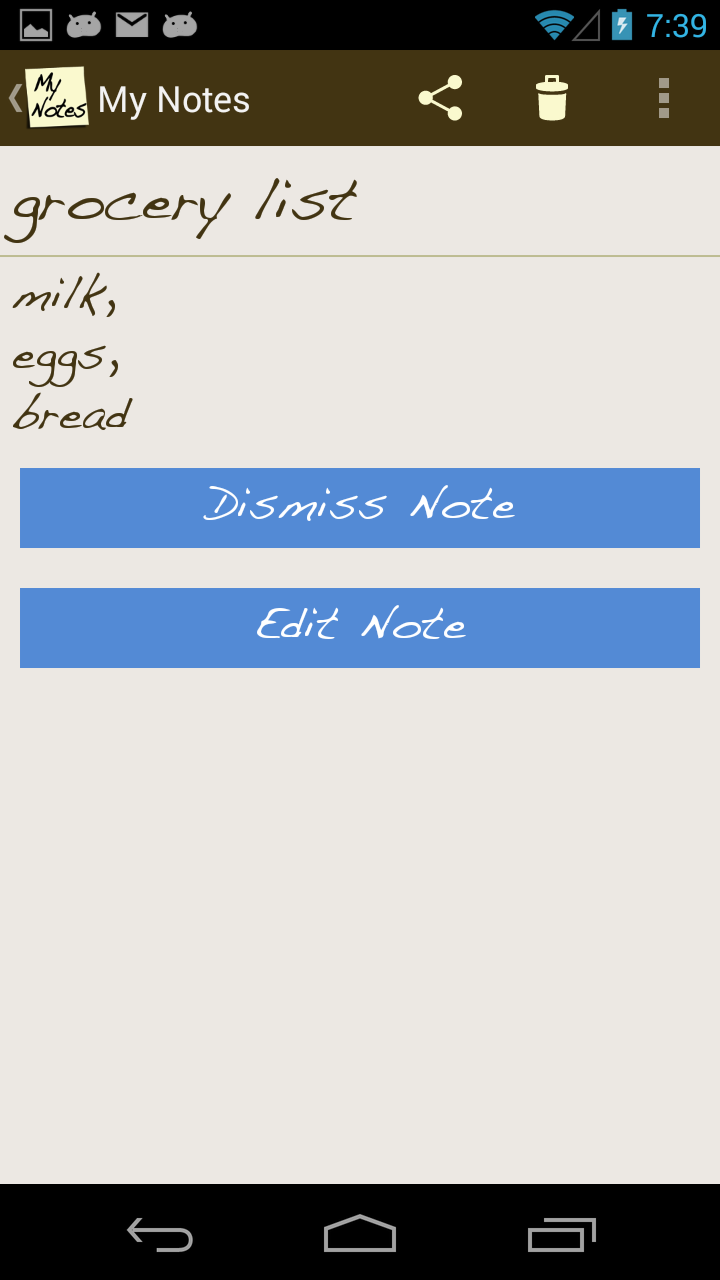 7:39
My Notes
My Notes
grocery list
milk,
eggs,
bread
Dismiss Note
Edit Note